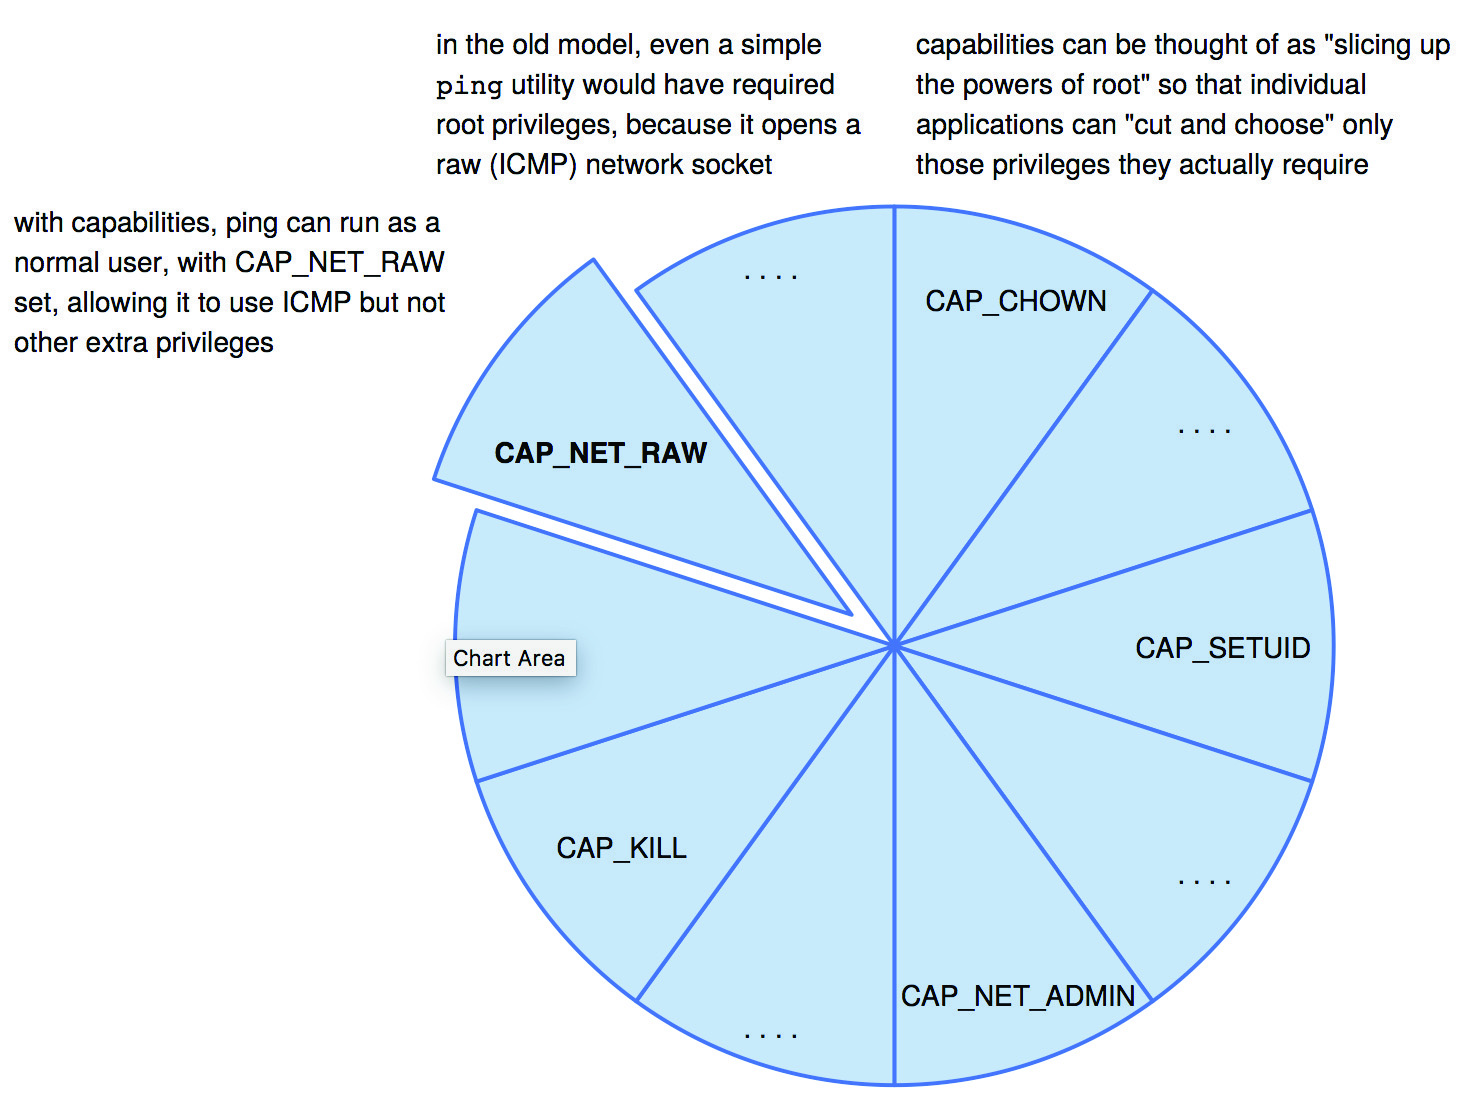 in the old model, even a simple
ping utility would have required
root privileges, because it opens a
raw (ICMP) network socket
capabilities can be thought of as "slicing up
the powers of root" so that individual
applications can "cut and choose" only
those privileges they actually require
with capabilities, ping can run as a
normal user, with CAP_NET_RAW
set, allowing it to use ICMP but not
other extra privileges
. . . .
CAP_CHOWN
. . . .
CAP_NET_RAW
CAP_SETUID
Chart Area
CAP_KILL
. . . .
CAP_NET_ADMIN
. . . .